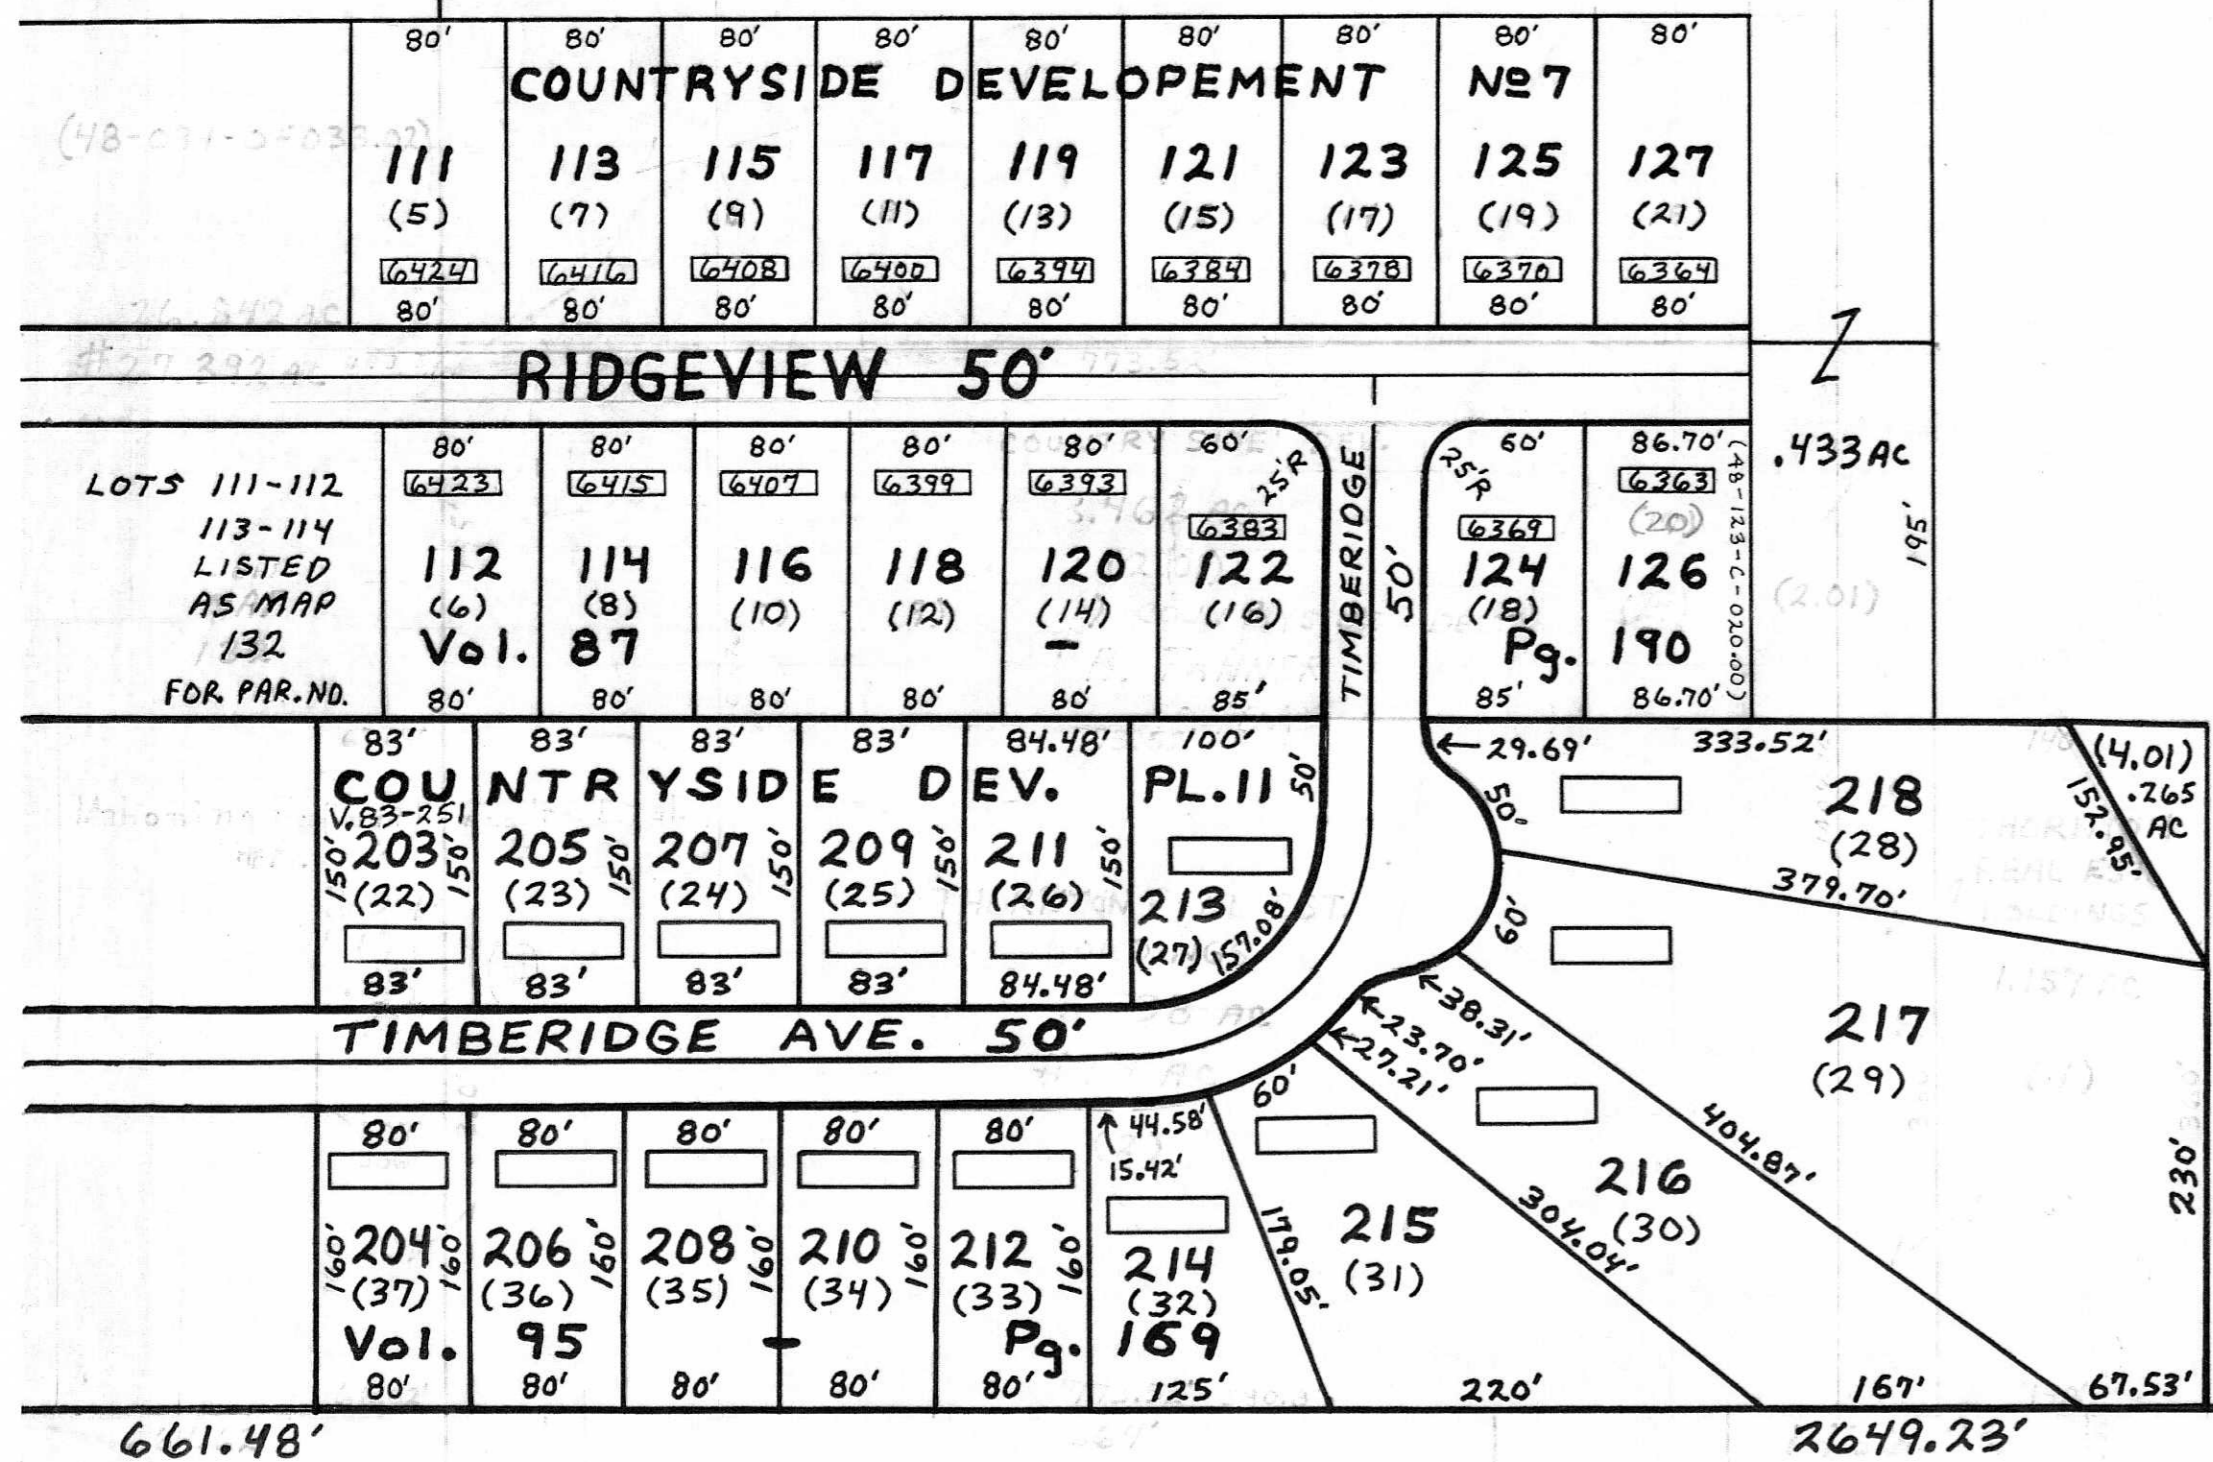 80' 80' 80' 80' 80' 80' 80' 80' 80'
COUNTRYSIDE DEVELOPEMENT Nº 7
111 113 115 117 119 121 123 125 127
(5) (7) (9) (11) (13) (15) (17) (19) (21)
6424 6416 6408 6400 6394 6384 6378 6370 6364
80' 80' 80' 80' 80' 80' 80' 80' 80'
RIDGEVIEW 50'
LOTS 111-112
113-114
LISTED
AS MAP
132
FOR PAR.NO.
80' 80' 80' 80' 80' 60' 60' 86.70'
25'R 25'R
6423 6415 6407 6399 6393 6383 6369 6363
(20)
112 114 116 118 120 122 124 126
(6) (8) (10) (12) (14) (16) (18)
Vol. 87 - Pg. 190
80' 80' 80' 80' 80' 85' 85' 86.70'
(48-123-C-020.00)
TIMBERIDGE 50'
.433 AC
195'
(2.01)
83' 83' 83' 83' 84.48' 100'
COUNTRYSIDE DEV. PL.11
V.83-251
50'
203 205 207 209 211 213
150' 150' 150' 150' 150' 150'
(22) (23) (24) (25) (26) (27)
157.08'
83' 83' 83' 83' 84.48'
29.69' 333.52'
50'
218
(28)
152.95'
(4.01)
.265
AC
379.70'
60'
217
(29)
230'
38.31'
23.70'
27.21'
404.87'
TIMBERIDGE AVE. 50'
80' 80' 80' 80' 80' 44.58'
15.42'
60'
204 206 208 210 212 214
160' 160' 160' 160' 160' 160'
(37) (36) (35) (34) (33) (32)
Vol. 95 - Pg. 169
80' 80' 80' 80' 80' 125'
179.05'
215
(31)
304.04'
216
(30)
220' 167' 67.53'
661.48' 2649.23'